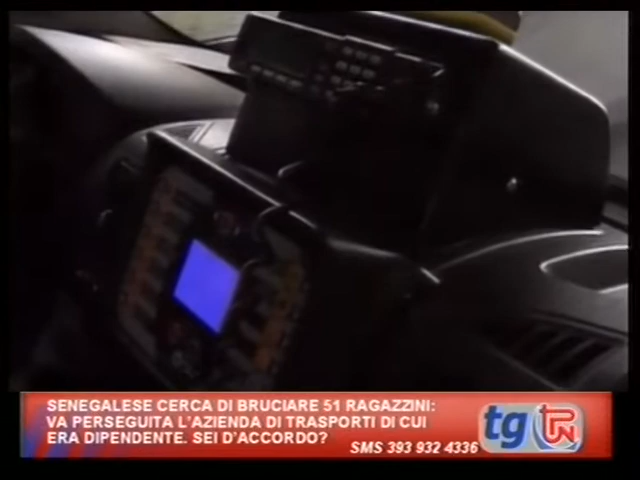 SENEGALESE CERCA DI BRUCIARE 51 RAGAZZINI:
VA PERSEGUITA L'AZIENDA DI TRASPORTI DI CUI
ERA DIPENDENTE. SEI D'ACCORDO?
SMS 393 932 4336
tg TRN